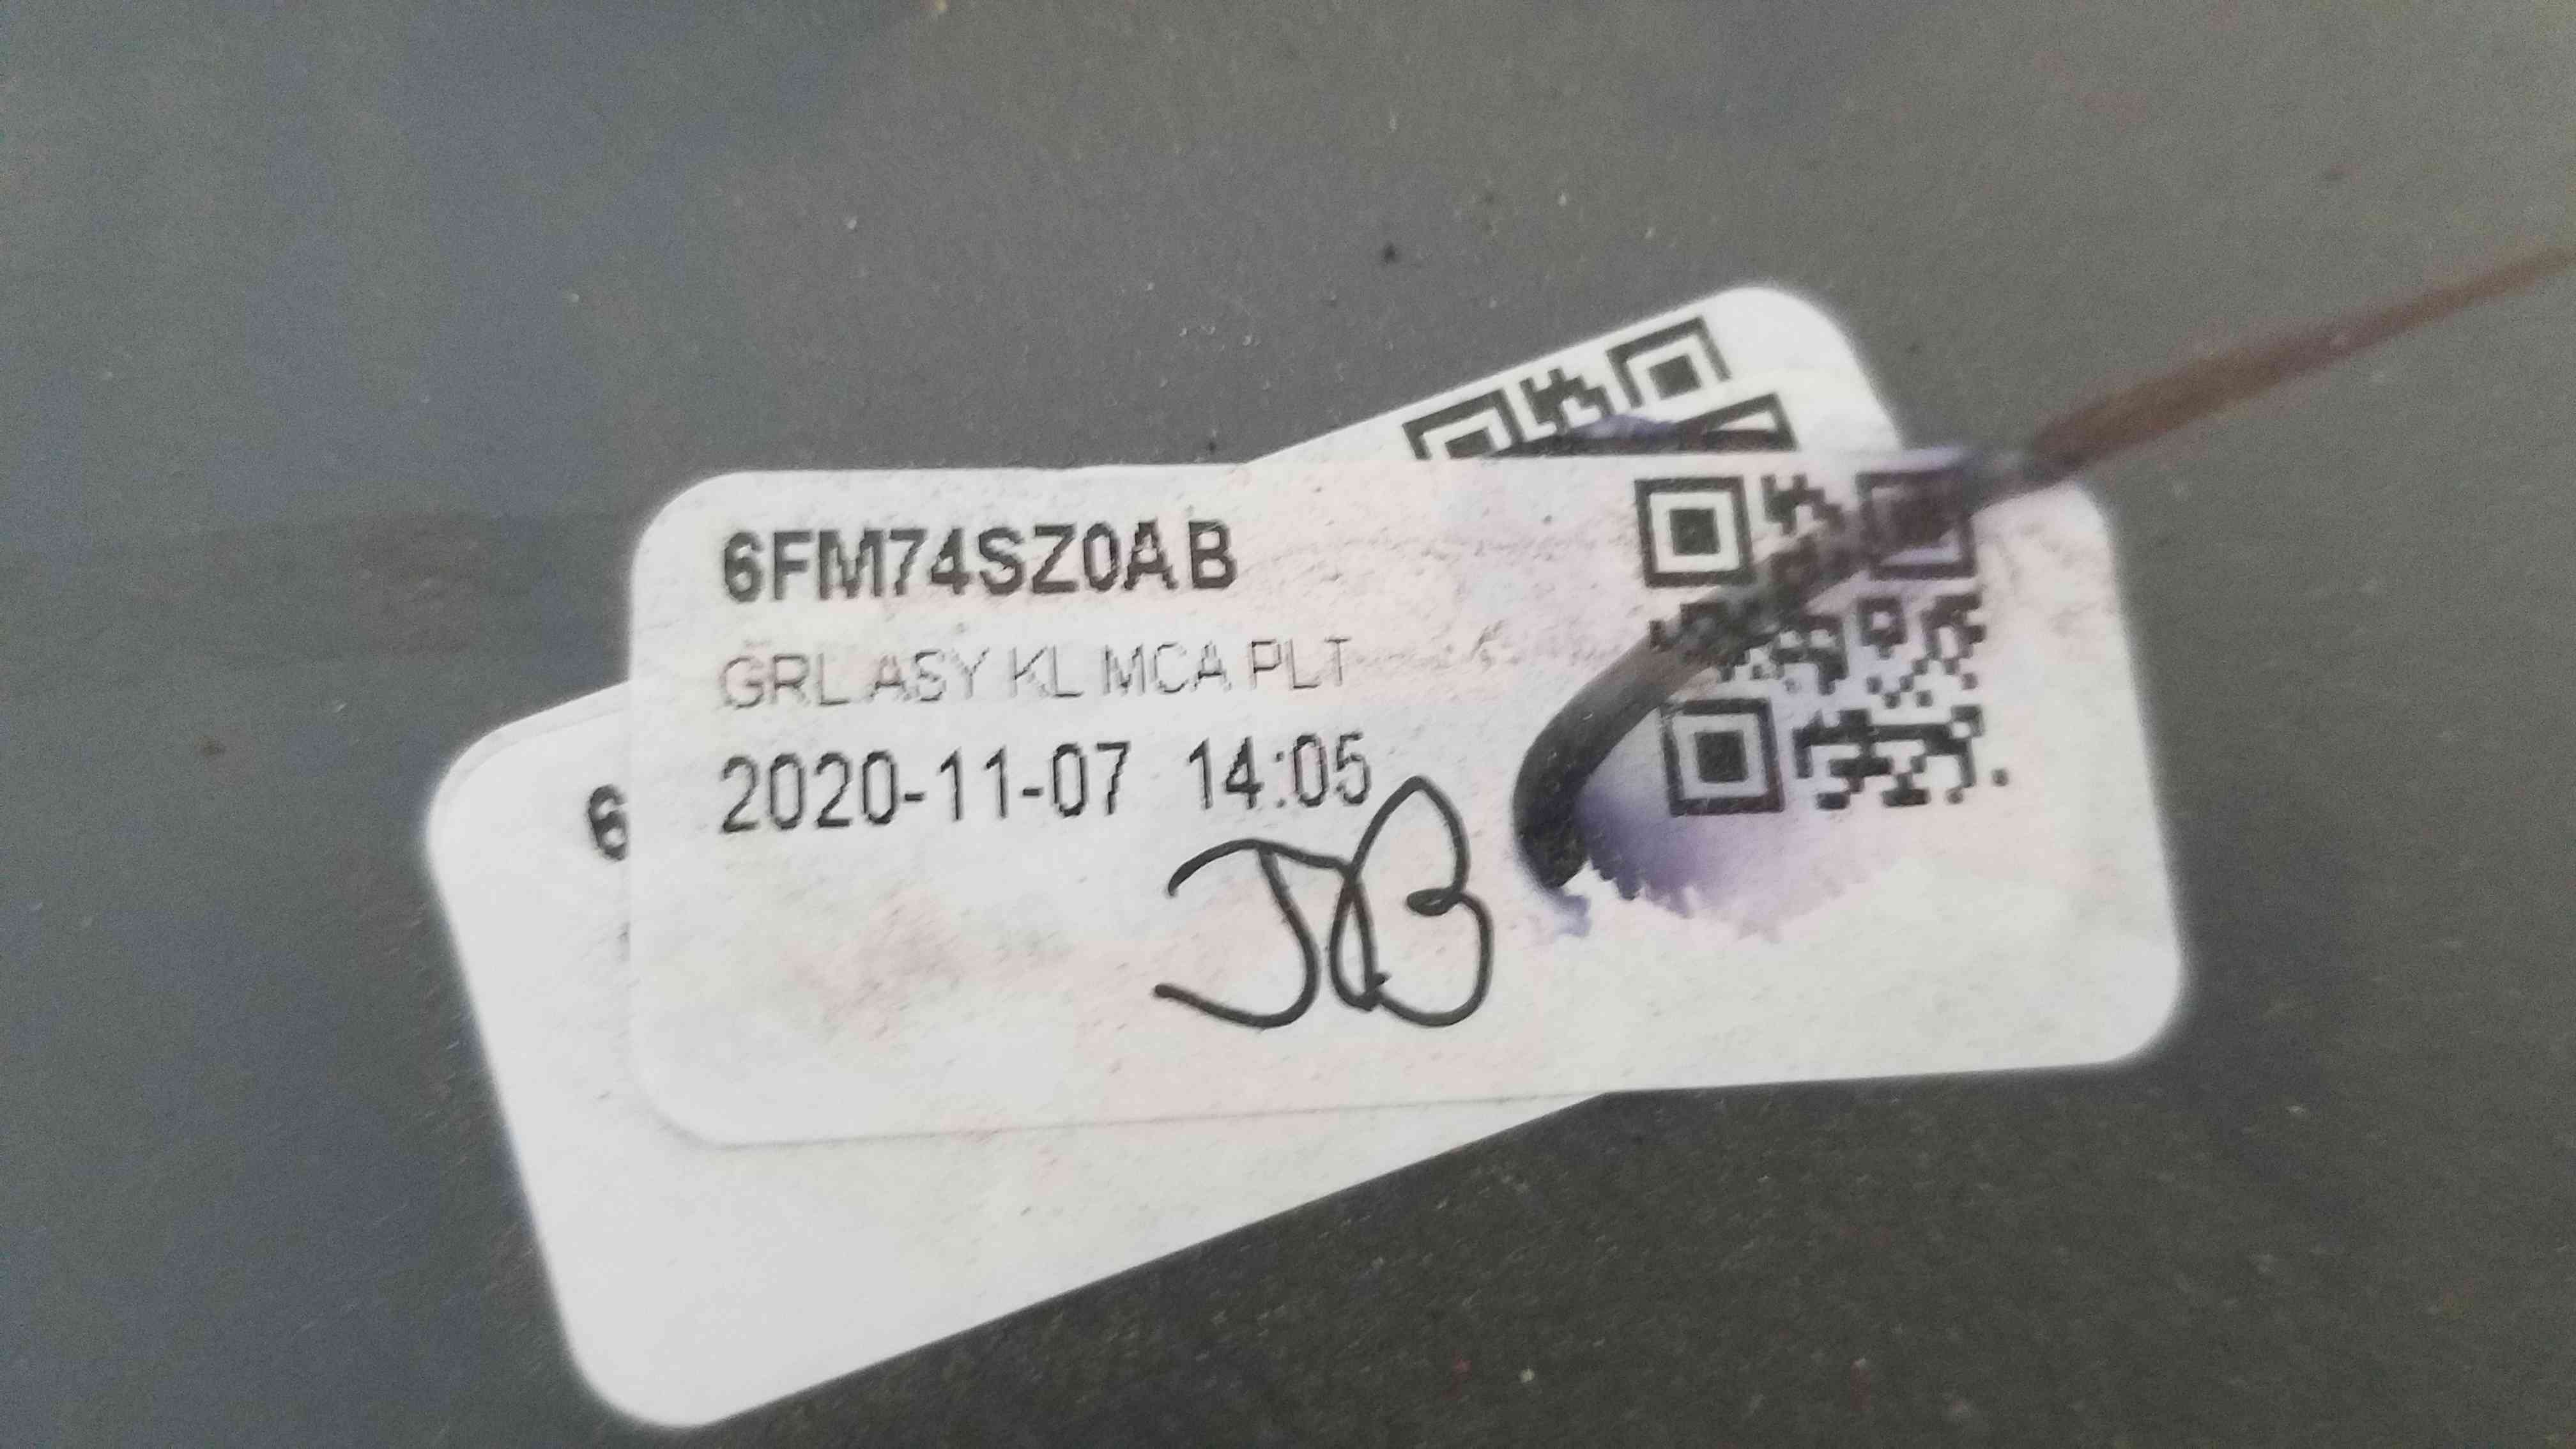 6FM74SZ0AB
GRL ASY KL MCA PLT
2020-11-07 14:05
6
JB